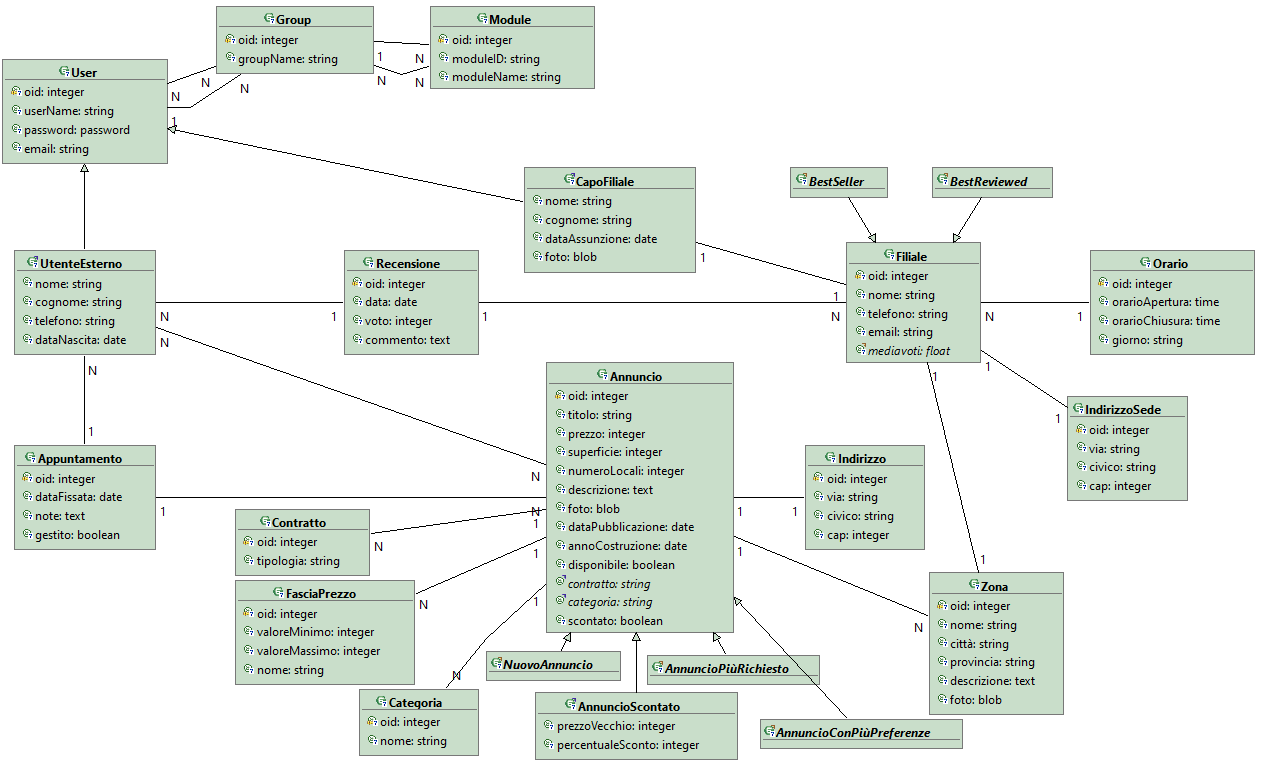 Group
oid: integer
groupName: string
Module
oid: integer
moduleID: string
moduleName: string
1
N
N
N
User
oid: integer
userName: string
password: password
email: string
N
N
N
1
CapoFiliale
nome: string
cognome: string
dataAssunzione: date
foto: blob
1
1
BestSeller
BestReviewed
Filiale
oid: integer
nome: string
telefono: string
email: string
mediavoti: float
Orario
oid: integer
orarioApertura: time
orarioChiusura: time
giorno: string
N
1
UtenteEsterno
nome: string
cognome: string
telefono: string
dataNascita: date
Recensione
oid: integer
data: date
voto: integer
commento: text
N
1
1
N
N
N
N
1
1
1
1
1
IndirizzoSede
oid: integer
via: string
civico: string
cap: integer
Annuncio
oid: integer
titolo: string
prezzo: integer
superficie: integer
numeroLocali: integer
descrizione: text
foto: blob
dataPubblicazione: date
annoCostruzione: date
disponibile: boolean
contratto: string
categoria: string
scontato: boolean
Appuntamento
oid: integer
dataFissata: date
note: text
gestito: boolean
1
N
Indirizzo
oid: integer
via: string
civico: string
cap: integer
1
1
Contratto
oid: integer
tipologia: string
N
1
FasciaPrezzo
oid: integer
valoreMinimo: integer
valoreMassimo: integer
nome: string
N
1
Categoria
oid: integer
nome: string
N
1
1
N
Zona
oid: integer
nome: string
città: string
provincia: string
descrizione: text
foto: blob
NuovoAnnuncio
AnnuncioPiùRichiesto
AnnuncioScontato
prezzoVecchio: integer
percentualeSconto: integer
AnnuncioConPiùPreferenze